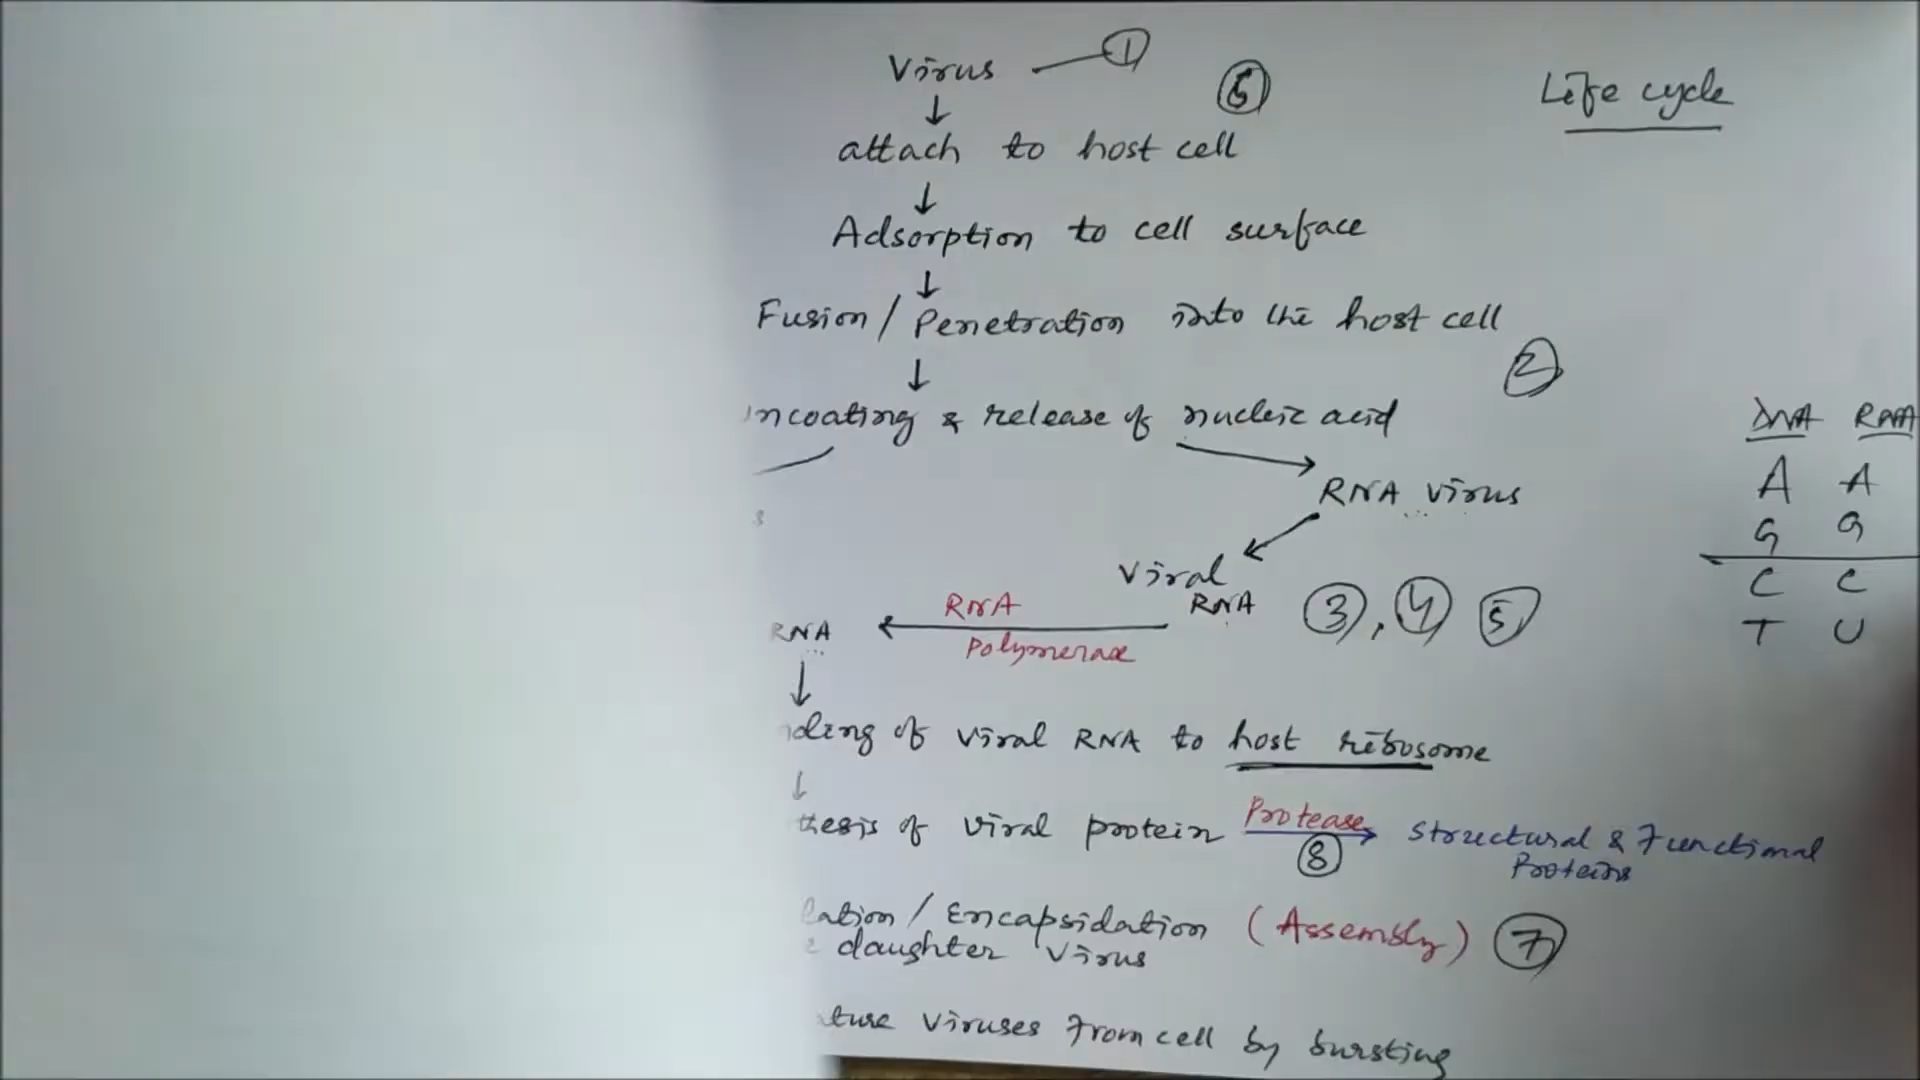 Virus ①
⑥
Life cycle
↓
attach to host cell
↓
Adsorption to cell surface
↓
Fusion / Penetration into the host cell
↓
②
ncoating & release of nucleic acid
DNA RNA
A A
G G
C C
T U
RNA virus
s
Viral
RNA
③, ④ ⑤
RNA ← RNA
Polymerase
↓
ding of viral RNA to host ribosome
↓
thesis of viral protein Protease → Structural & Functional
⑧ Proteins
lation / Encapsidation (Assembly) ⑦
daughter virus
ture viruses from cell by bursting